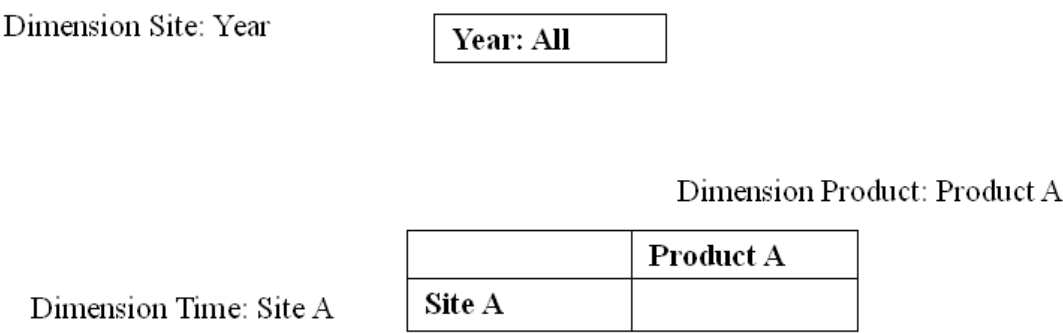 Dimension Site: Year
Year: All
Dimension Product: Product A
Product A
Dimension Time: Site A
Site A